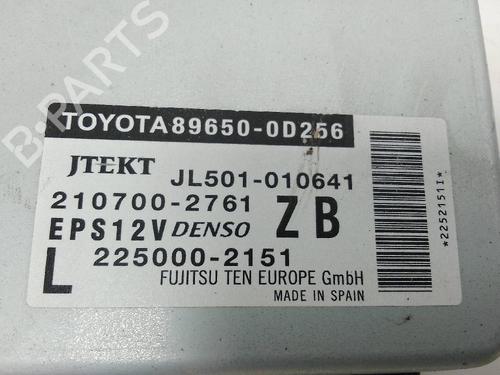 B-PARTS
TOYOTA89650-0D256
JTEKT JL501-010641
210700-2761 ZB
EPS12V DENSO
L 225000-2151
FUJITSU TEN EUROPE GmbH
MADE IN SPAIN
*2252151I*